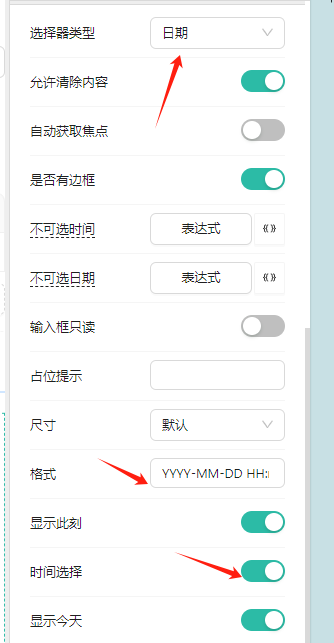 选择器类型 日期
允许清除内容
自动获取焦点
是否有边框
不可选时间 表达式
不可选日期 表达式
输入框只读
占位提示
尺寸 默认
格式 YYYY-MM-DD HH:
显示此刻
时间选择
显示今天